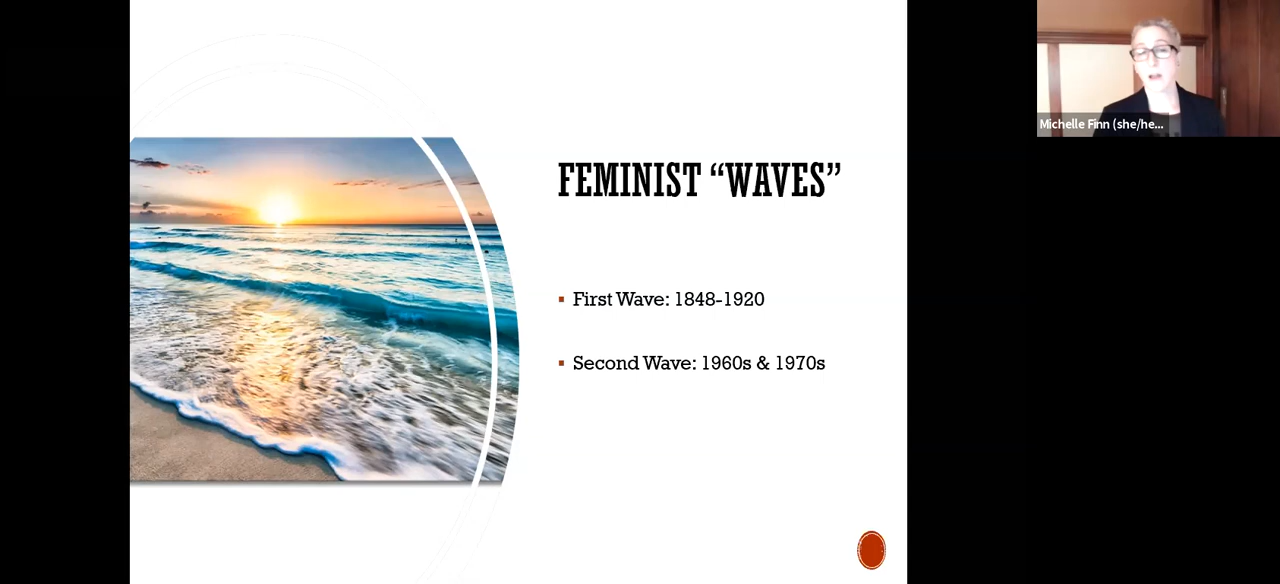 FEMINIST “WAVES”
First Wave: 1848-1920
Second Wave: 1960s & 1970s
Michelle Finn (she/he...